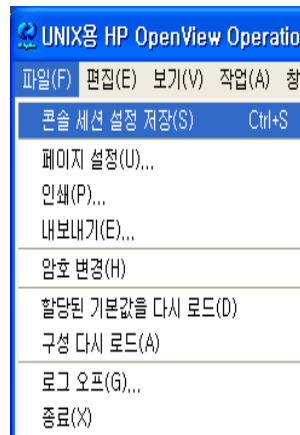 UNIX용 HP OpenView Operatio
파일(F) 편집(E) 보기(V) 작업(A) 창
콘솔 세션 설정 저장(S) Ctrl+S
페이지 설정(U)...
인쇄(P)...
내보내기(E)...
암호 변경(H)
할당된 기본값을 다시 로드(D)
구성 다시 로드(A)
로그 오프(G)...
종료(X)